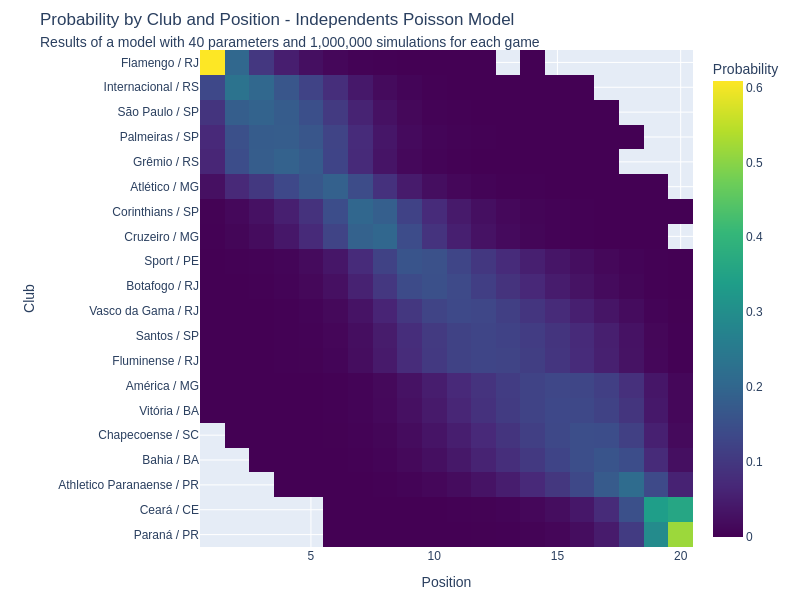 Probability by Club and Position - Independents Poisson Model
Results of a model with 40 parameters and 1,000,000 simulations for each game
Probability
Club
Flamengo / RJ
Internacional / RS
São Paulo / SP
Palmeiras / SP
Grêmio / RS
Atlético / MG
Corinthians / SP
Cruzeiro / MG
Sport / PE
Botafogo / RJ
Vasco da Gama / RJ
Santos / SP
Fluminense / RJ
América / MG
Vitória / BA
Chapecoense / SC
Bahia / BA
Athletico Paranaense / PR
Ceará / CE
Paraná / PR
0.6
0.5
0.4
0.3
0.2
0.1
0
5 10 15 20
Position